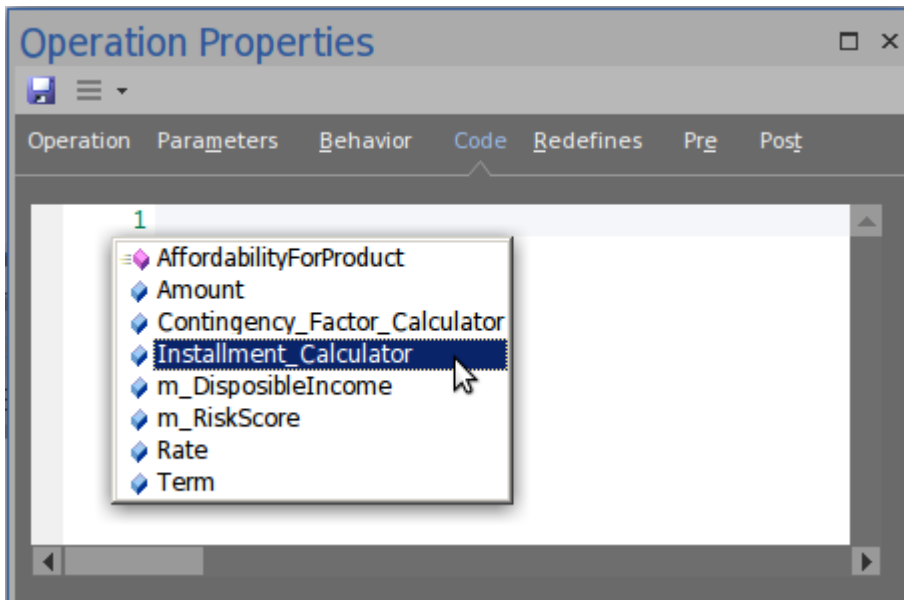 Operation Properties
Operation Parameters Behavior Code Redefines Pre Post
1
AffordabilityForProduct
Amount
Contingency_Factor_Calculator
Installment_Calculator
m_DisposibleIncome
m_RiskScore
Rate
Term